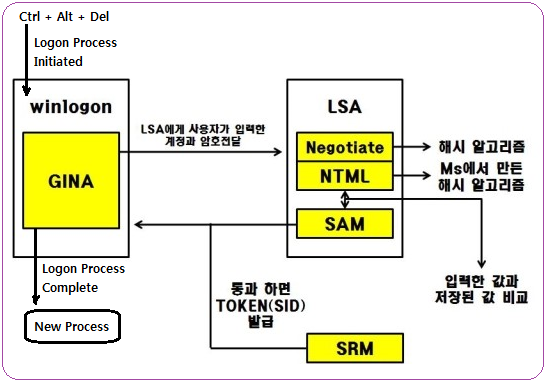 Ctrl + Alt + Del
Logon Process
Initiated
winlogon
GINA
LSA에게 사용자가 입력한
계정과 암호전달
LSA
Negotiate
NTML
SAM
해시 알고리즘
Ms에서 만든
해시 알고리즘
입력한 값과
저장된 값 비교
통과 하면
TOKEN(SID)
발급
SRM
Logon Process
Complete
New Process